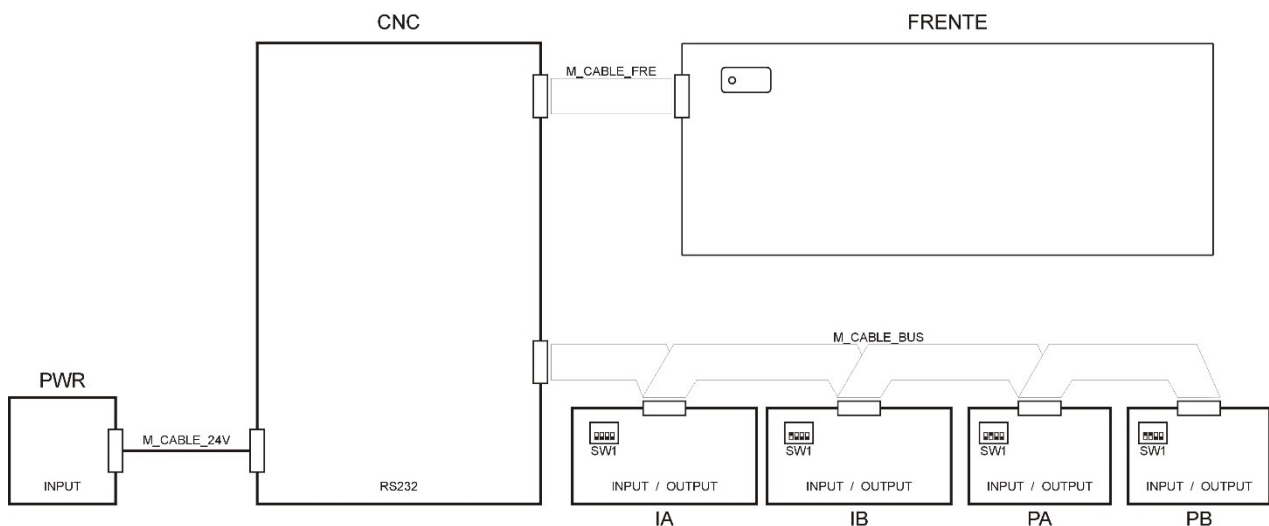 CNC
FRENTE
M_CABLE_FRE
M_CABLE_BUS
PWR
M_CABLE_24V
INPUT
RS232
SW1
INPUT / OUTPUT
IA
SW1
INPUT / OUTPUT
IB
SW1
INPUT / OUTPUT
PA
SW1
INPUT / OUTPUT
PB